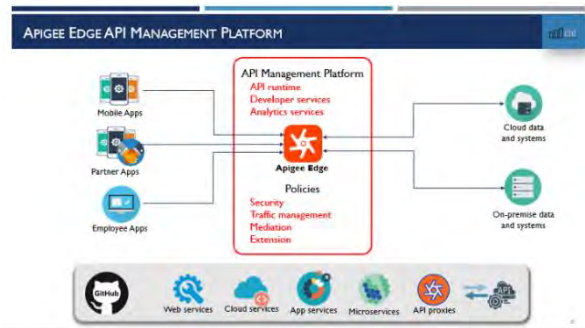 APIGEE EDGE API MANAGEMENT PLATFORM
API Management Platform
API runtime
Developer services
Analytics services
Mobile Apps
Partner Apps
Employee Apps
Apigee Edge
Policies
Security
Traffic management
Mediation
Extension
Cloud data
and systems
On-premise data
and systems
GitHub
Web services
Cloud services
App services
Microservices
API proxies
API